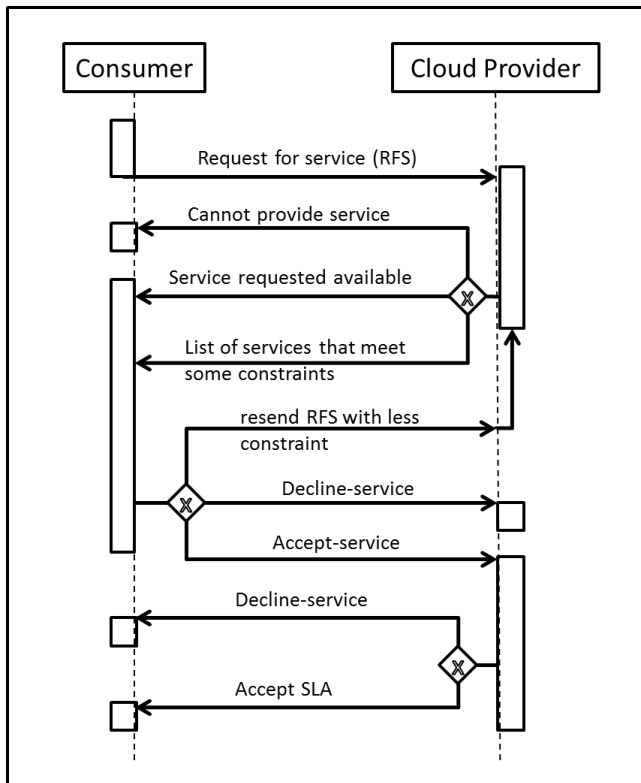 Consumer
Cloud Provider
Request for service (RFS)
Cannot provide service
Service requested available
X
List of services that meet
some constraints
resend RFS with less
constraint
X
Decline-service
Accept-service
Decline-service
X
Accept SLA